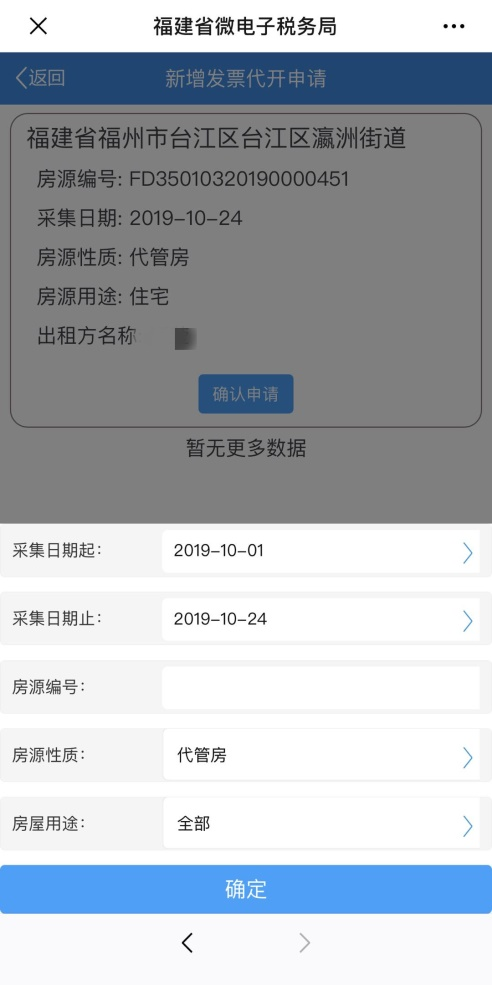 福建省微电子税务局
返回
新增发票代开申请
福建省福州市台江区台江区瀛洲街道
房源编号: FD35010320190000451
采集日期: 2019-10-24
房源性质: 代管房
房源用途: 住宅
出租方名称
确认申请
暂无更多数据
采集日期起: 2019-10-01
采集日期止: 2019-10-24
房源编号:
房源性质: 代管房
房屋用途: 全部
确定